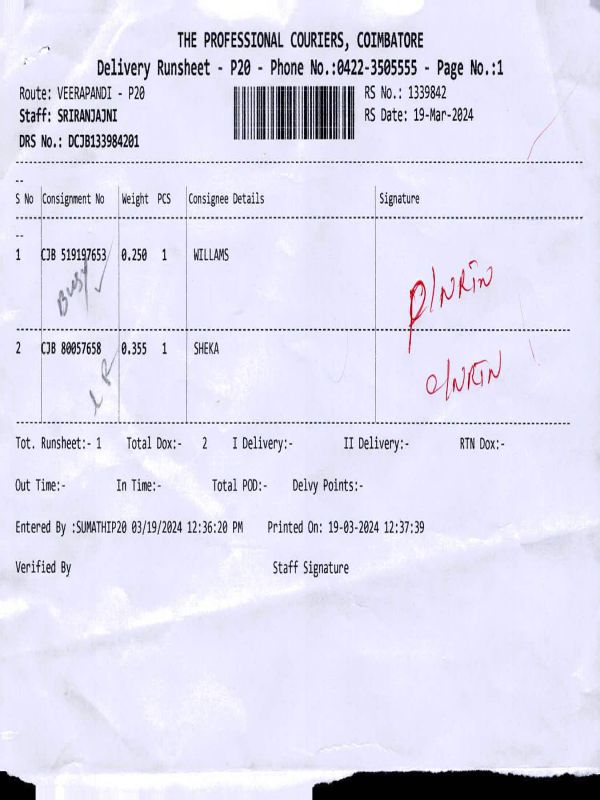 THE PROFESSIONAL COURIERS, COIMBATORE
Delivery Runsheet - P20 - Phone No.:0422-3505555 - Page No.:1
Route: VEERAPANDI - P20 RS No.: 1339842
Staff: SRIRANJAJNI RS Date: 19-Mar-2024
DRS No.: DCJB133984201
--
S No Consignment No Weight PCS Consignee Details Signature
--
1 CJB 519197653 0.250 1 WILLAMS
Busy
2 CJB 80057658 0.355 1 SHEKA
Tot. Runsheet:- 1 Total Dox:- 2 I Delivery:- II Delivery:- RTN Dox:-
Out Time:- In Time:- Total POD:- Delvy Points:-
Entered By :SUMATHIP20 03/19/2024 12:36:20 PM Printed On: 19-03-2024 12:37:39
Verified By Staff Signature